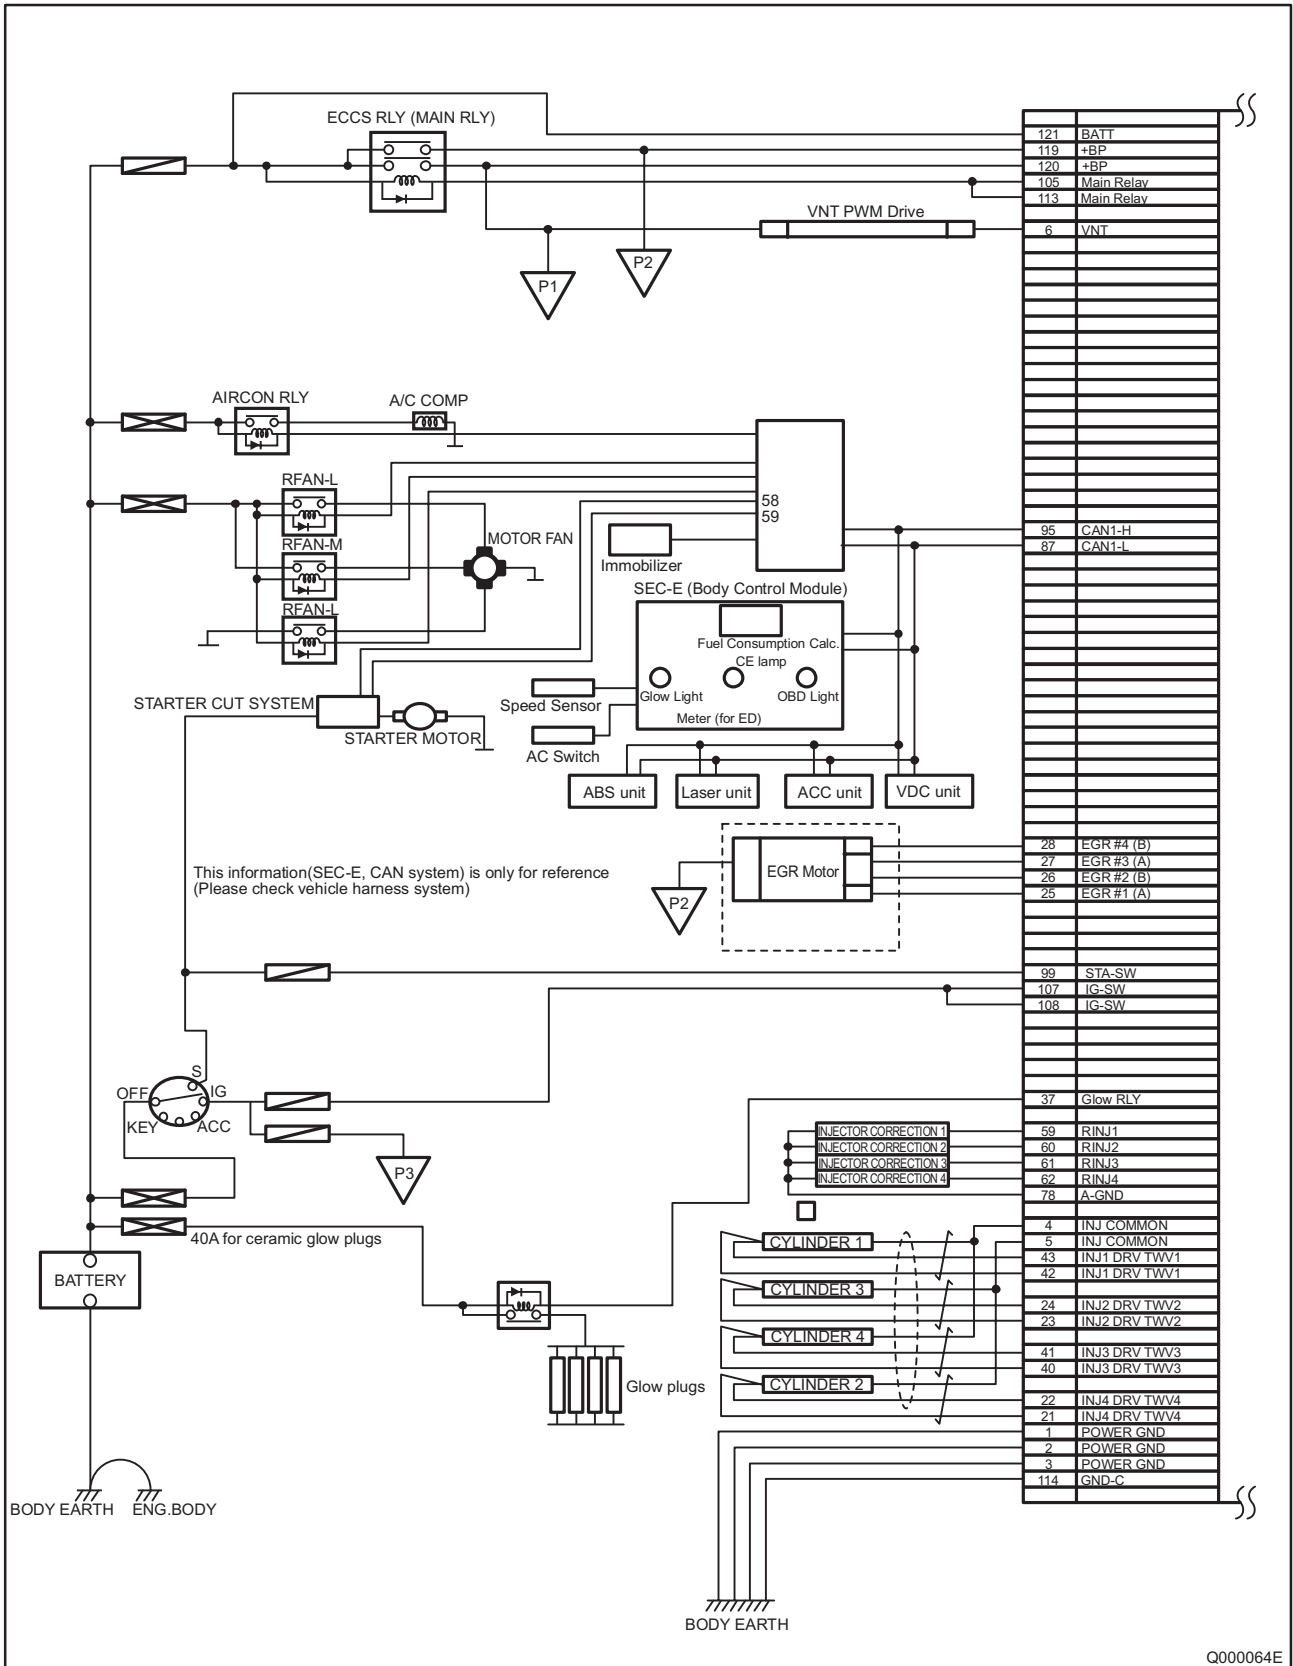 ECCS RLY (MAIN RLY)
121 BATT
119 +BP
120 +BP
105 Main Relay
113 Main Relay
VNT PWM Drive
6 VNT
P2
P1
AIRCON RLY
A/C COMP
RFAN-L
58
59
95 CAN1-H
87 CAN1-L
RFAN-M
MOTOR FAN
Immobilizer
SEC-E (Body Control Module)
RFAN-L
Fuel Consumption Calc.
CE lamp
Glow Light
OBD Light
Meter (for ED)
Speed Sensor
AC Switch
STARTER CUT SYSTEM
STARTER MOTOR
ABS unit
Laser unit
ACC unit
VDC unit
28 EGR #4 (B)
27 EGR #3 (A)
26 EGR #2 (B)
25 EGR #1 (A)
EGR Motor
P2
This information(SEC-E, CAN system) is only for reference
(Please check vehicle harness system)
99 STA-SW
107 IG-SW
108 IG-SW
S
OFF
IG
KEY
ACC
P3
37 Glow RLY
INJECTOR CORRECTION 1
59 RINJ1
INJECTOR CORRECTION 2
60 RINJ2
INJECTOR CORRECTION 3
61 RINJ3
INJECTOR CORRECTION 4
62 RINJ4
78 A-GND
40A for ceramic glow plugs
BATTERY
4 INJ COMMON
5 INJ COMMON
CYLINDER 1
43 INJ1 DRV TWV1
42 INJ1 DRV TWV1
CYLINDER 3
24 INJ2 DRV TWV2
23 INJ2 DRV TWV2
CYLINDER 4
41 INJ3 DRV TWV3
40 INJ3 DRV TWV3
CYLINDER 2
22 INJ4 DRV TWV4
21 INJ4 DRV TWV4
Glow plugs
1 POWER GND
2 POWER GND
3 POWER GND
114 GND-C
BODY EARTH
ENG.BODY
BODY EARTH
Q000064E